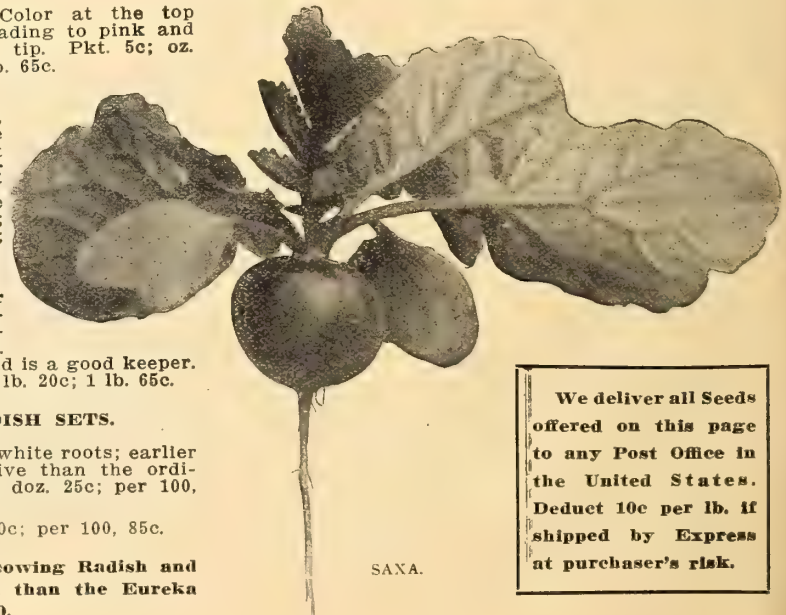 Color at the top
ading to pink and
tip. Pkt. 5c; oz.
65c.
d is a good keeper.
lb. 20c; 1 lb. 65c.
ISH SETS.
white roots; earlier
ive than the ordi-
doz. 25c; per 100,
0c; per 100, 85c.
owing Radish and
than the Eureka
SAXA.
We deliver all Seeds
offered on this page
to any Post Office in
the United States.
Deduct 10c per lb. if
shipped by Express
at purchaser's risk.